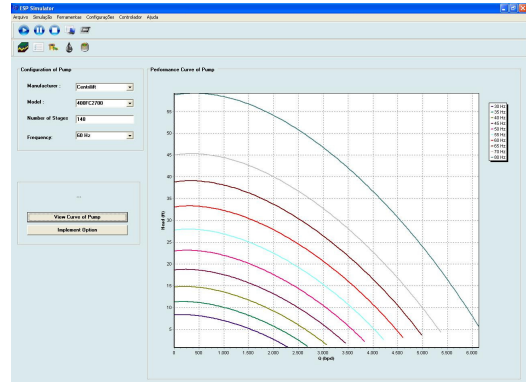 ESP Simulator
Arquivo Simulação Ferramentas Configurações Controlador Ajuda
Configuration of Pump
Manufacturer :
Centrilift
Model :
400FC2700
Number of Stages
140
Frequency:
60 Hz
...
View Curve of Pump
Implement Option
Performance Curve of Pump
Head (ft)
55
50
45
40
35
30
25
20
15
10
5
0 500 1.000 1.500 2.000 2.500 3.000 3.500 4.000 4.500 5.000 5.500 6.000
Q (bpd)
30 Hz
35 Hz
40 Hz
45 Hz
50 Hz
55 Hz
60 Hz
65 Hz
70 Hz
80 Hz